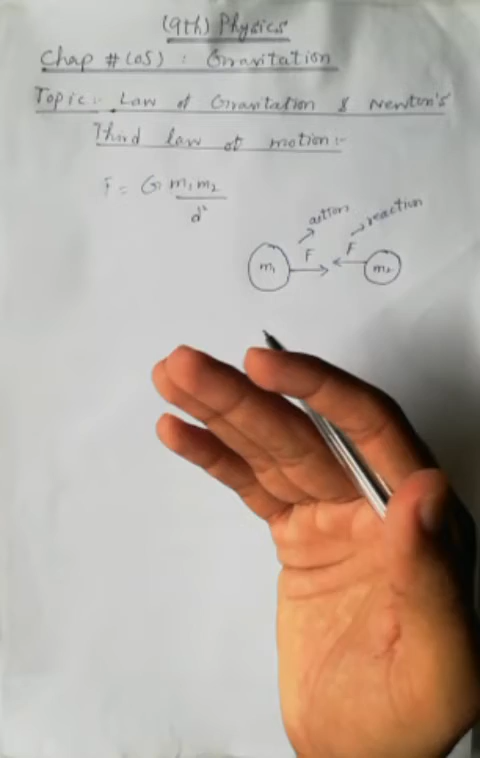 (9th) Physics
Chap # (05) : Gravitation
Topic:- Law of Gravitation & Newton's
Third law of motion:-
F = G m₁m₂
d²
action
reaction
F
F
m₁
m₂